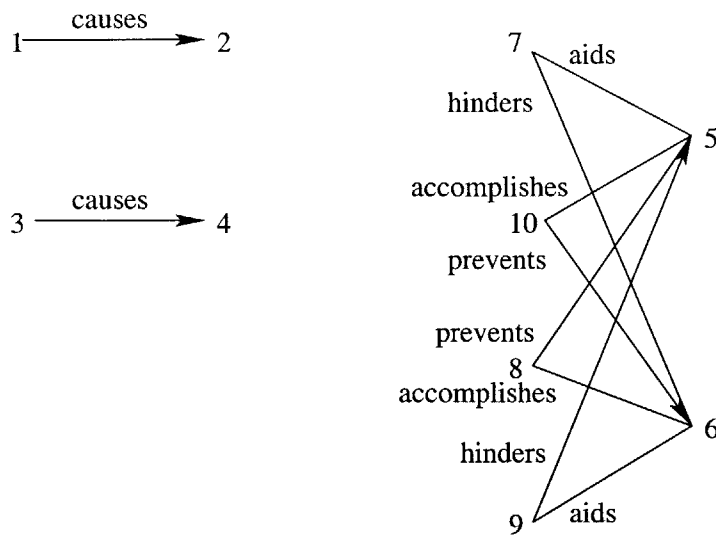 causes
1 2
causes
3 4
7
aids
hinders
5
accomplishes
10
prevents
prevents
8
accomplishes
6
hinders
9
aids